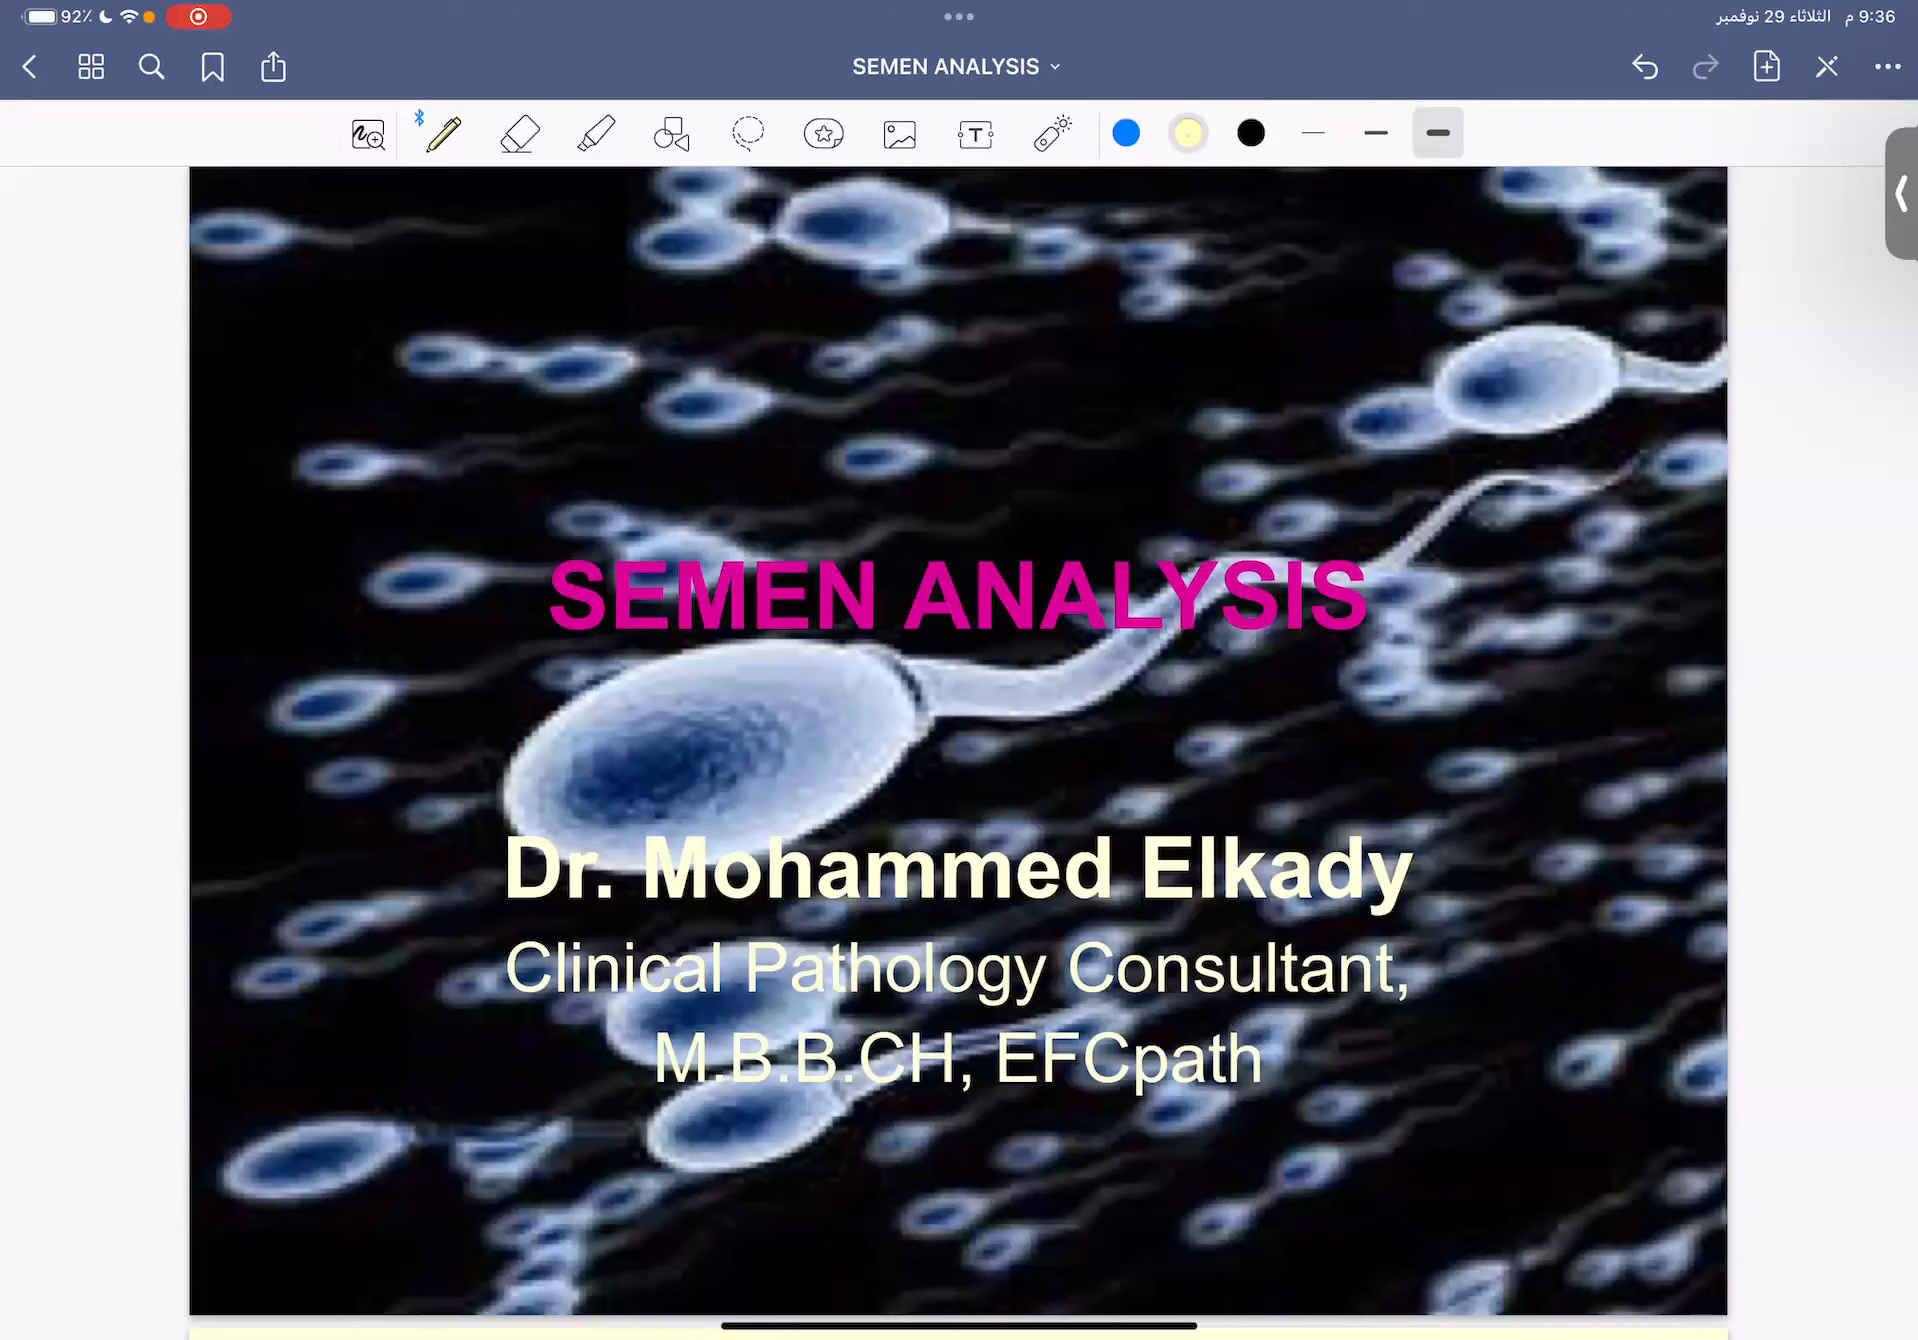 92٪
الثلاثاء 29 نوفمبر 9:36 م
SEMEN ANALYSIS
T
SEMEN ANALYSIS
Dr. Mohammed Elkady
Clinical Pathology Consultant,
M.B.B.CH, EFCpath